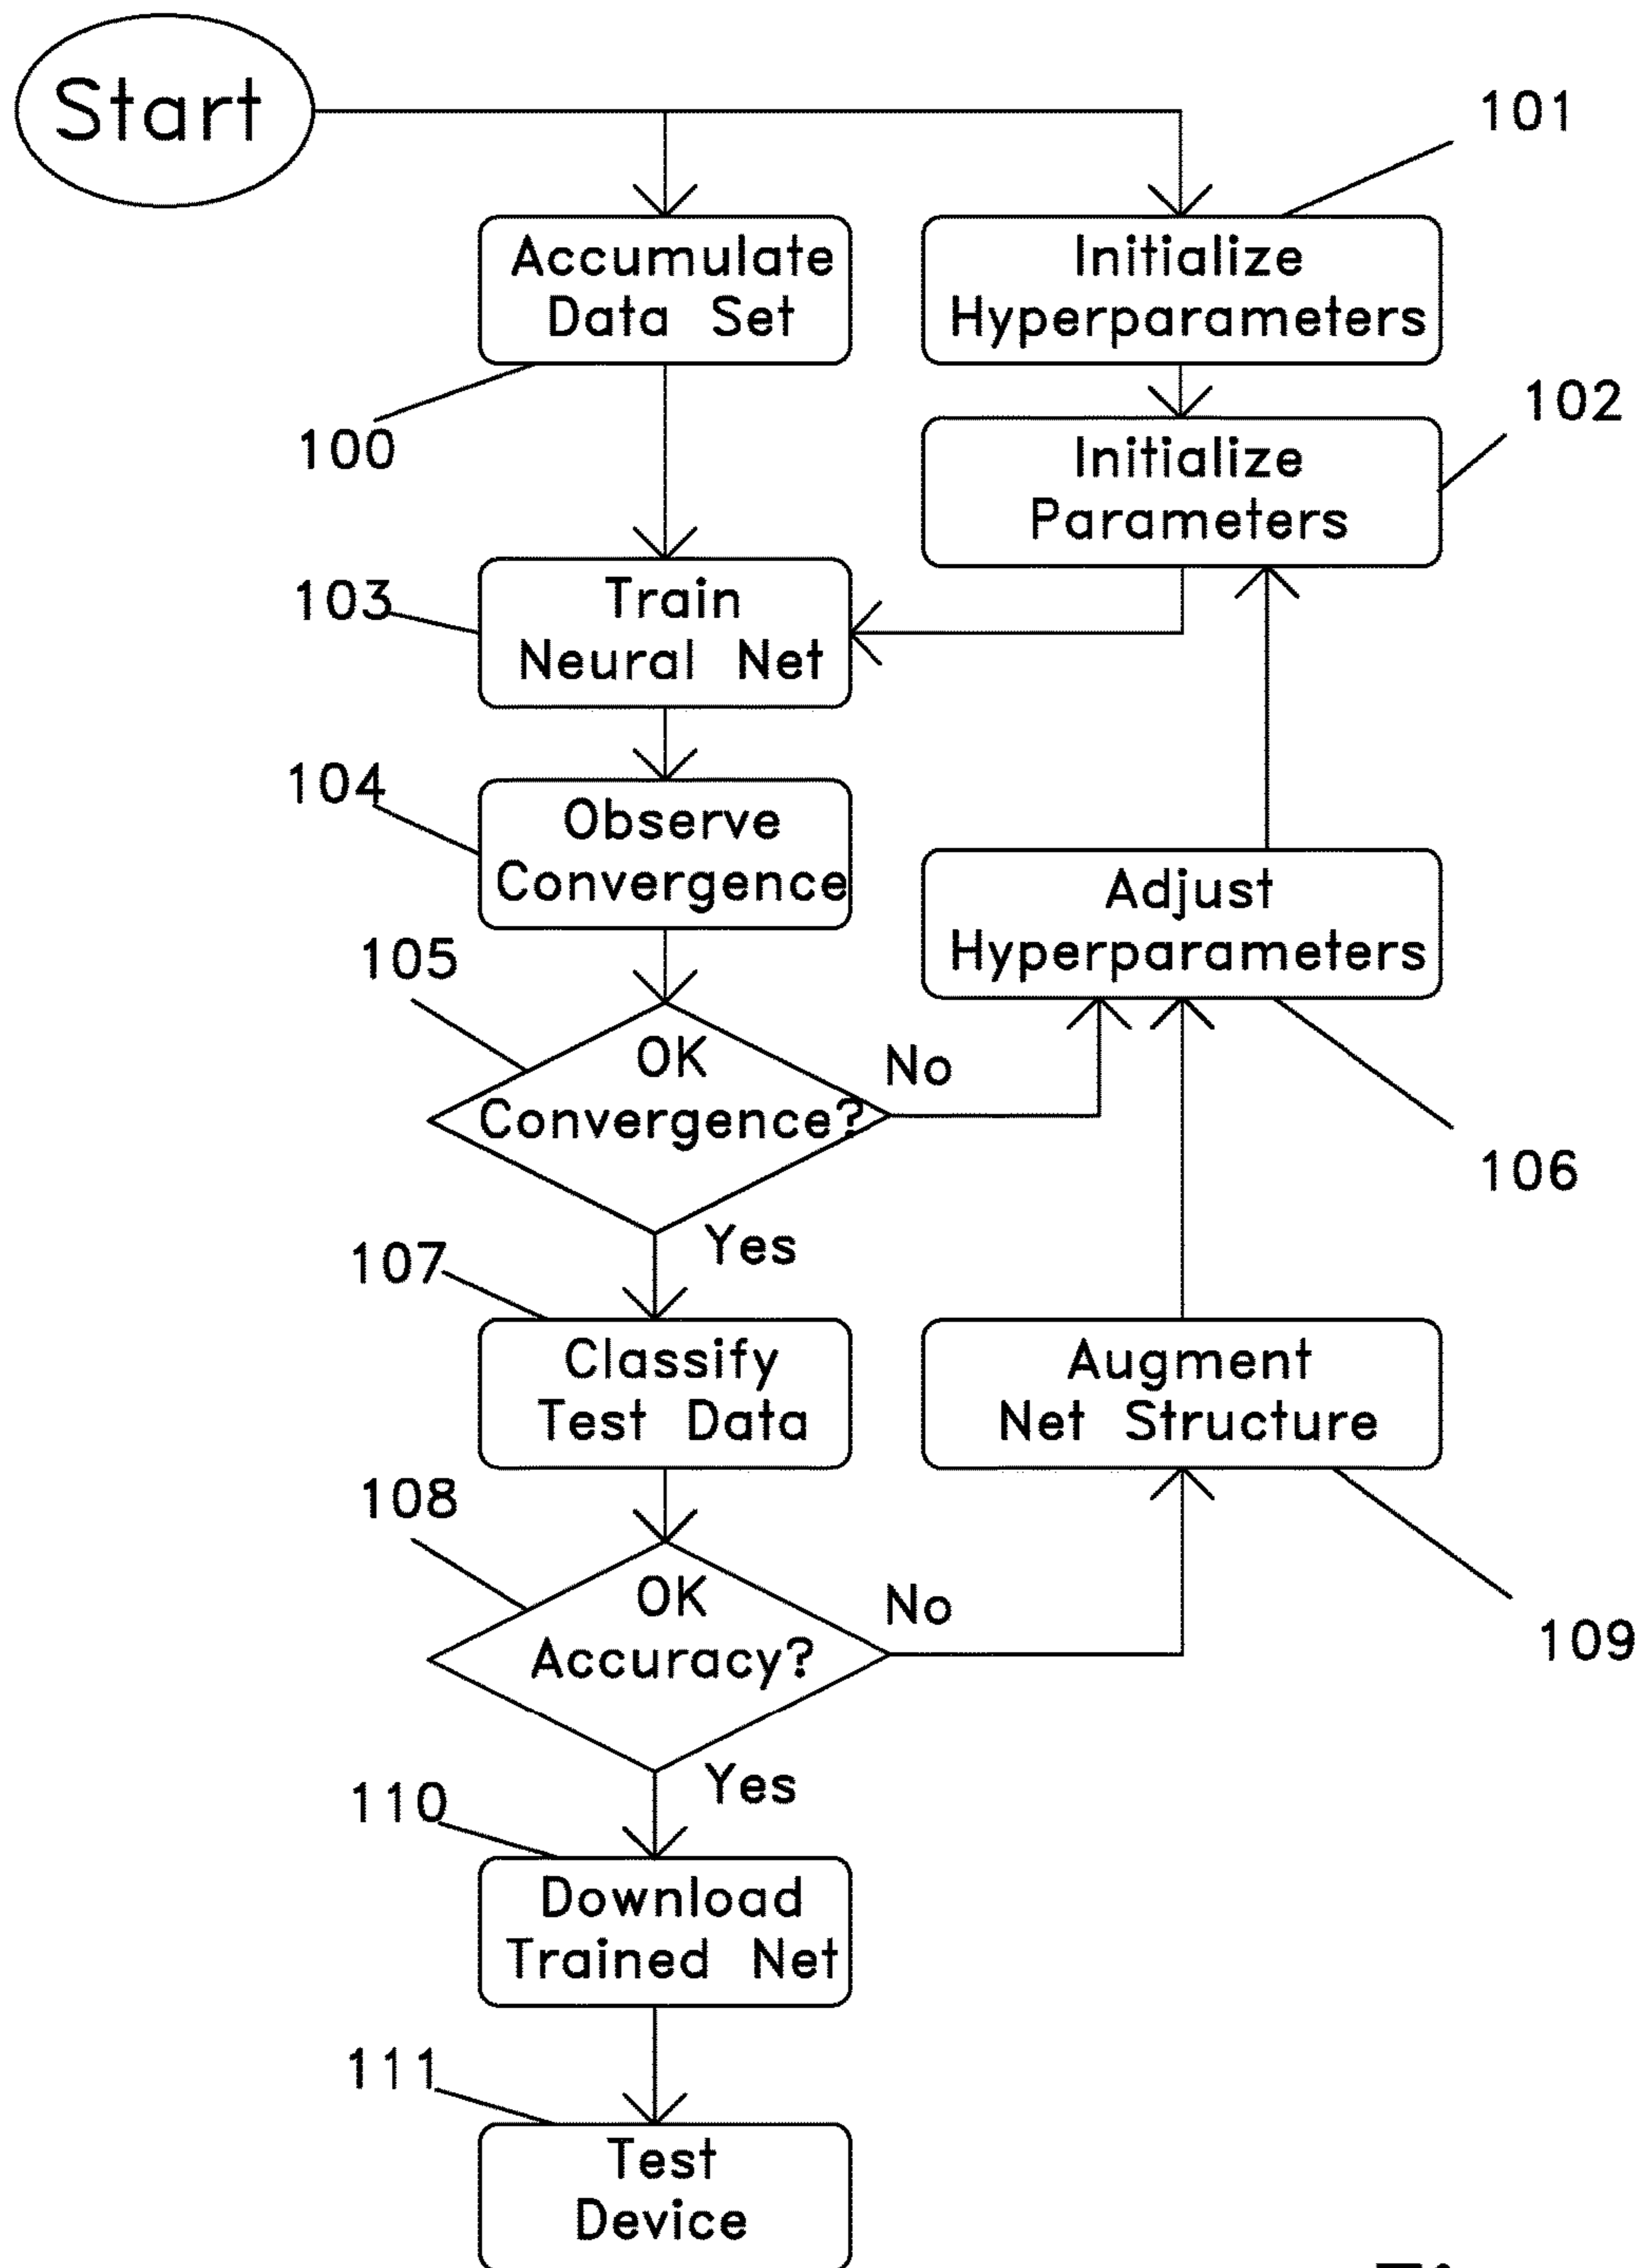 Start
101
Accumulate
Data Set
Initialize
Hyperparameters
100
102
Initialize
Parameters
103
Train
Neural Net
104
Observe
Convergence
Adjust
Hyperparameters
105
OK
Convergence?
No
106
Yes
107
Classify
Test Data
Augment
Net Structure
108
OK
Accuracy?
No
109
Yes
110
Download
Trained Net
111
Test
Device